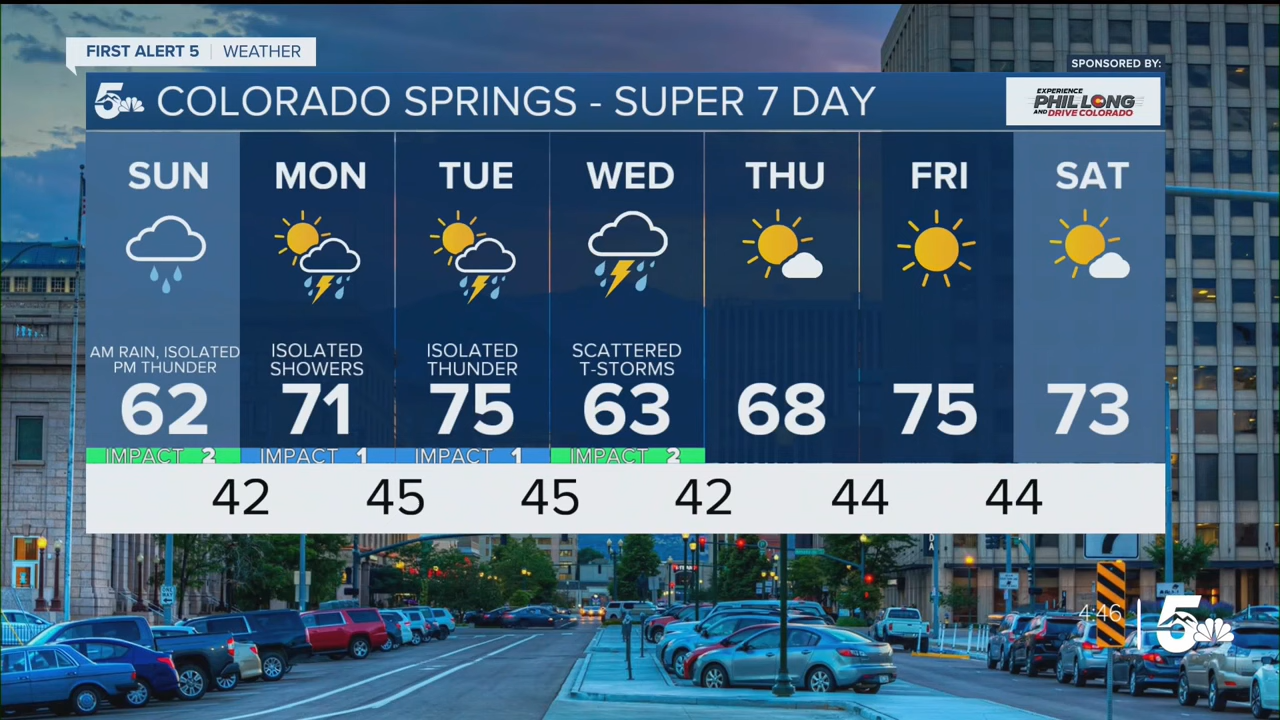 FIRST ALERT 5 | WEATHER
SPONSORED BY:
5 COLORADO SPRINGS - SUPER 7 DAY
EXPERIENCE
PHIL LONG
AND DRIVE COLORADO
SUN MON TUE WED THU FRI SAT
AM RAIN, ISOLATED ISOLATED ISOLATED SCATTERED
PM THUNDER SHOWERS THUNDER T-STORMS
62 71 75 63 68 75 73
IMPACT 2 IMPACT 1 IMPACT 1 IMPACT 2
42 45 45 42 44 44
4:46 5